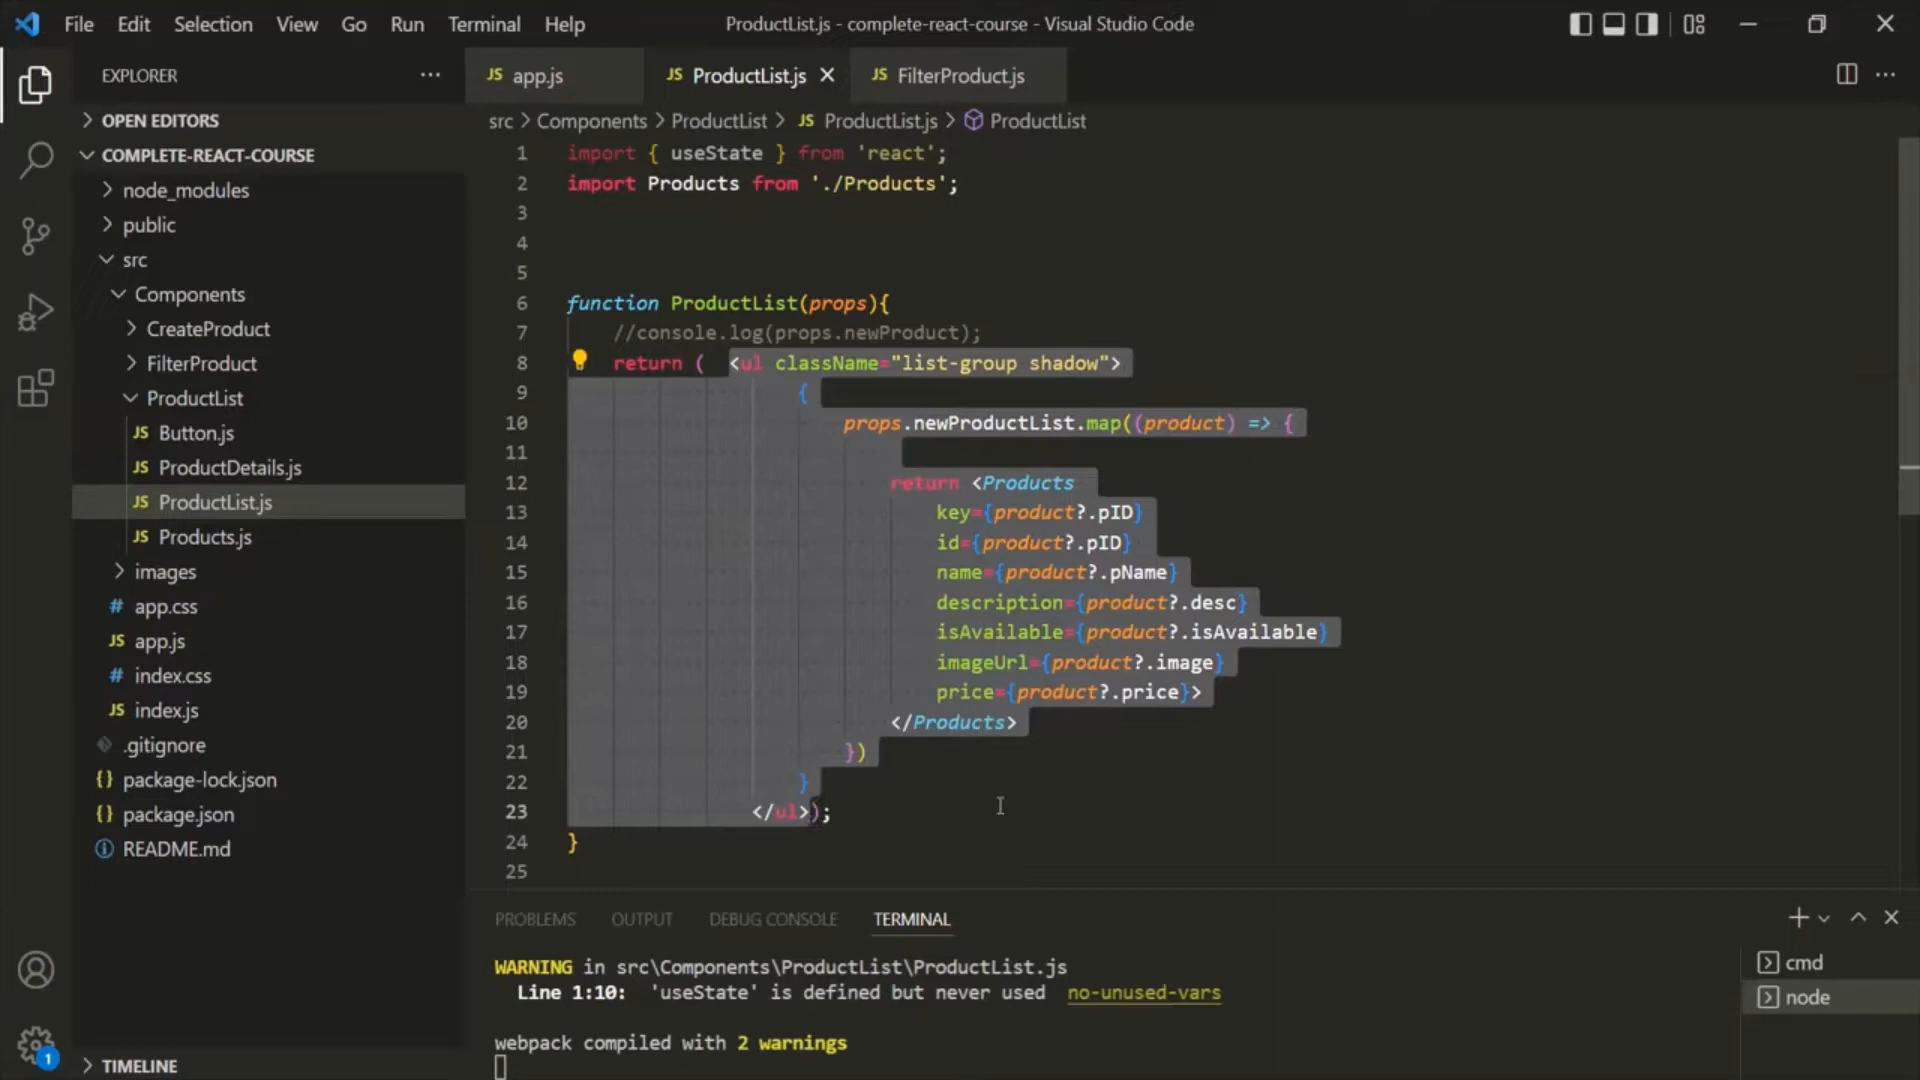 File Edit Selection View Go Run Terminal Help
ProductList.js - complete-react-course - Visual Studio Code
EXPLORER
OPEN EDITORS
COMPLETE-REACT-COURSE
node_modules
public
src
Components
CreateProduct
FilterProduct
ProductList
JS Button.js
JS ProductDetails.js
JS ProductList.js
JS Products.js
images
# app.css
JS app.js
# index.css
JS index.js
.gitignore
{} package-lock.json
{} package.json
README.md
TIMELINE
1
JS app.js
JS ProductList.js
JS FilterProduct.js
src > Components > ProductList > JS ProductList.js > ProductList
1 import { useState } from 'react';
2 import Products from './Products';
3
4
5
6 function ProductList(props){
7 //console.log(props.newProduct);
8 return ( <ul className="list-group shadow">
9 {
10 props.newProductList.map((product) => {
11
12 return <Products
13 key={product?.pID}
14 id={product?.pID}
15 name={product?.pName}
16 description={product?.desc}
17 isAvailable={product?.isAvailable}
18 imageUrl={product?.image}
19 price={product?.price}>
20 </Products>
21 })
22 }
23 </ul>);
24 }
25
PROBLEMS OUTPUT DEBUG CONSOLE TERMINAL
WARNING in src\Components\ProductList\ProductList.js
Line 1:10: 'useState' is defined but never used no-unused-vars
webpack compiled with 2 warnings
cmd
node